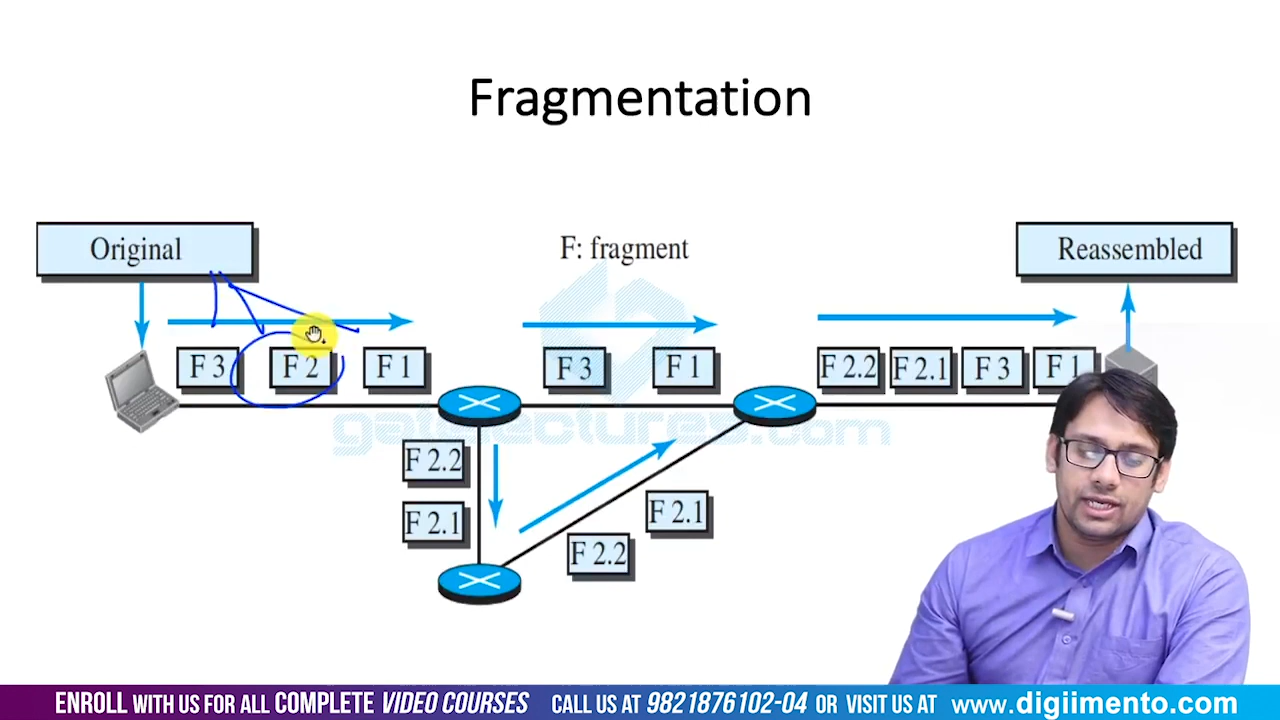 Fragmentation
Original
F: fragment
Reassembled
F 3
F 2
F 1
F 3
F 1
F 2.2
F 2.1
F 3
F 1
gatelectures.com
F 2.2
F 2.1
F 2.1
F 2.2
ENROLL WITH US FOR ALL COMPLETE VIDEO COURSES CALL US AT 9821876102-04 OR VISIT US AT www.digiimento.com